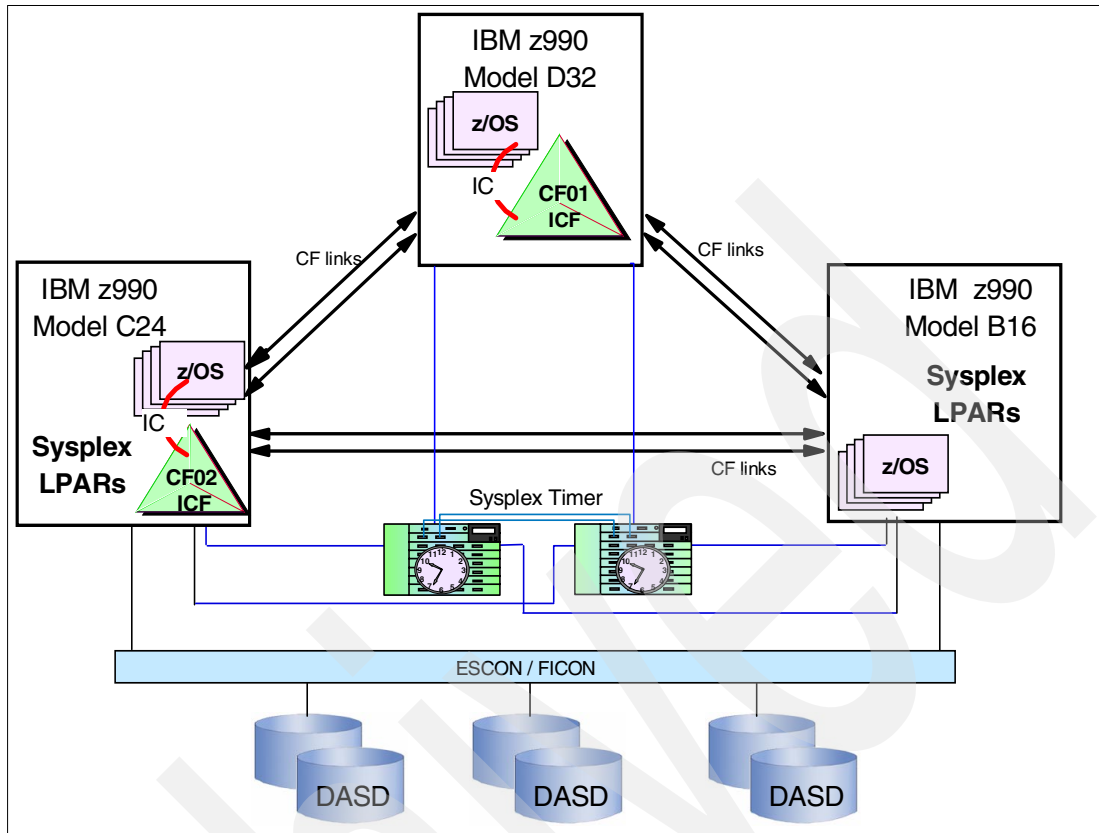 IBM z990
Model D32
z/OS
IC
CF01
ICF
CF links
CF links
IBM z990
Model C24
z/OS
IC
Sysplex
LPARs
CF02
ICF
IBM z990
Model B16
Sysplex
LPARs
z/OS
CF links
Sysplex Timer
ESCON / FICON
DASD
DASD
DASD